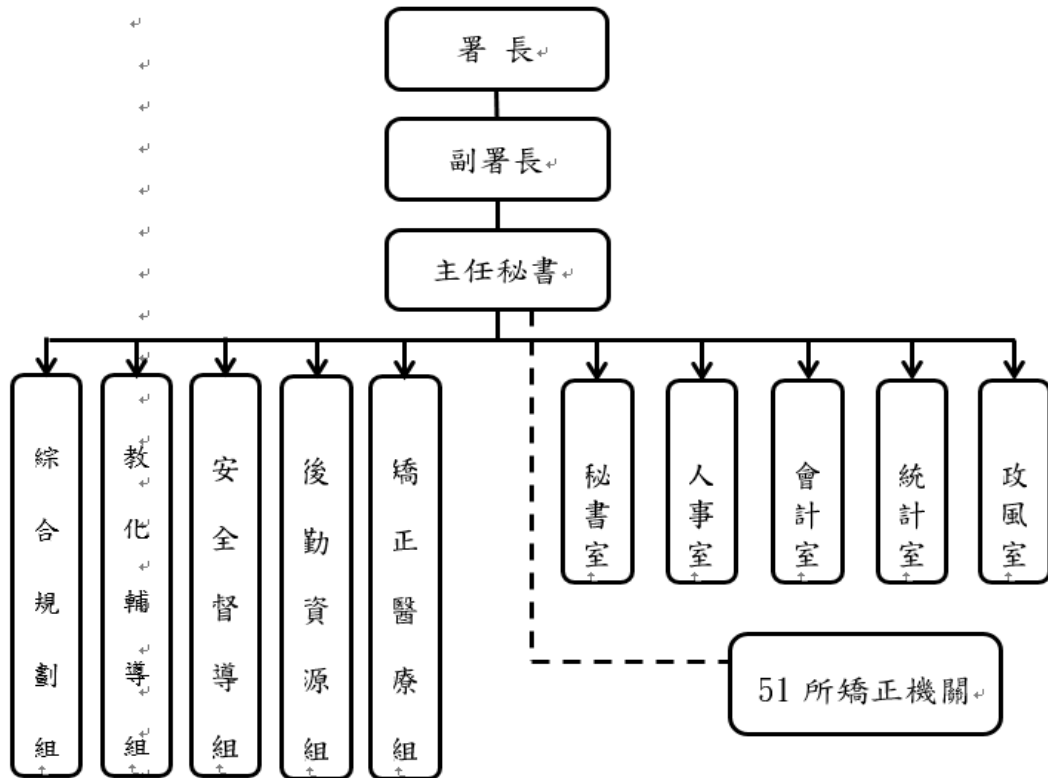 署 長
副署長
主任秘書
綜合規劃組
教化輔導組
安全督導組
後勤資源組
矯正醫療組
秘書室
人事室
會計室
統計室
政風室
51 所矯正機關